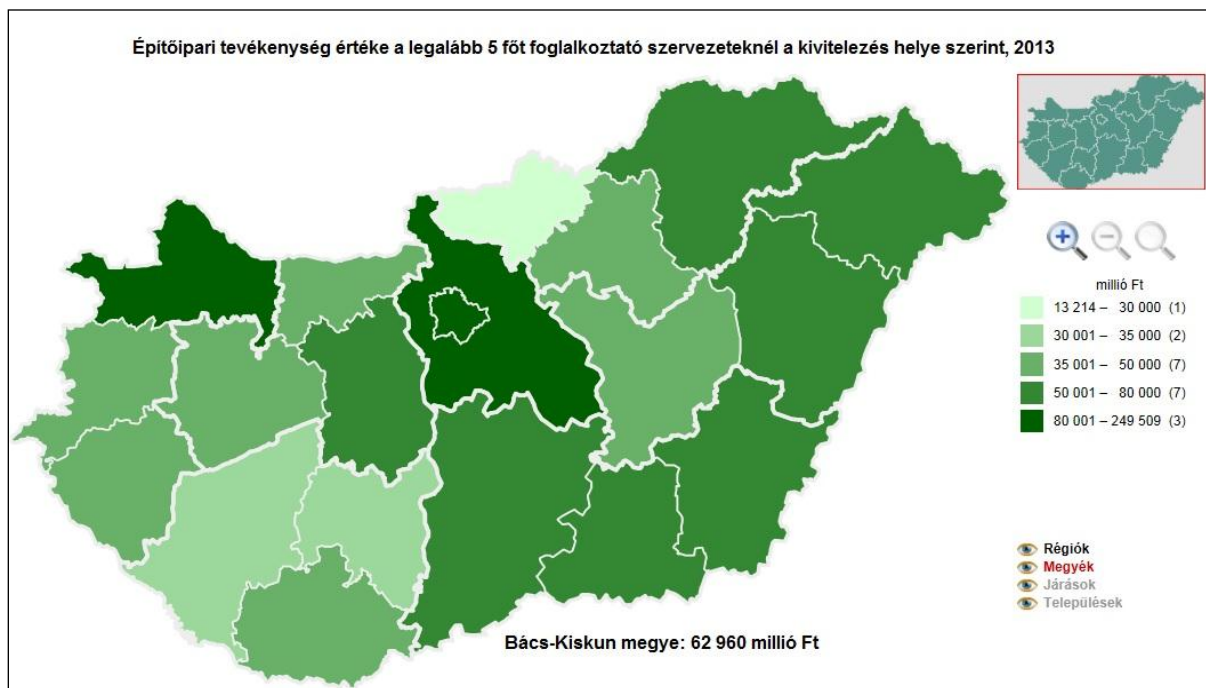 Építőipari tevékenység értéke a legalább 5 főt foglalkoztató szervezeteknél a kivitelezés helye szerint, 2013
millió Ft
13 214 – 30 000 (1)
30 001 – 35 000 (2)
35 001 – 50 000 (7)
50 001 – 80 000 (7)
80 001 – 249 509 (3)
Régiók
Megyék
Járások
Települések
Bács-Kiskun megye: 62 960 millió Ft